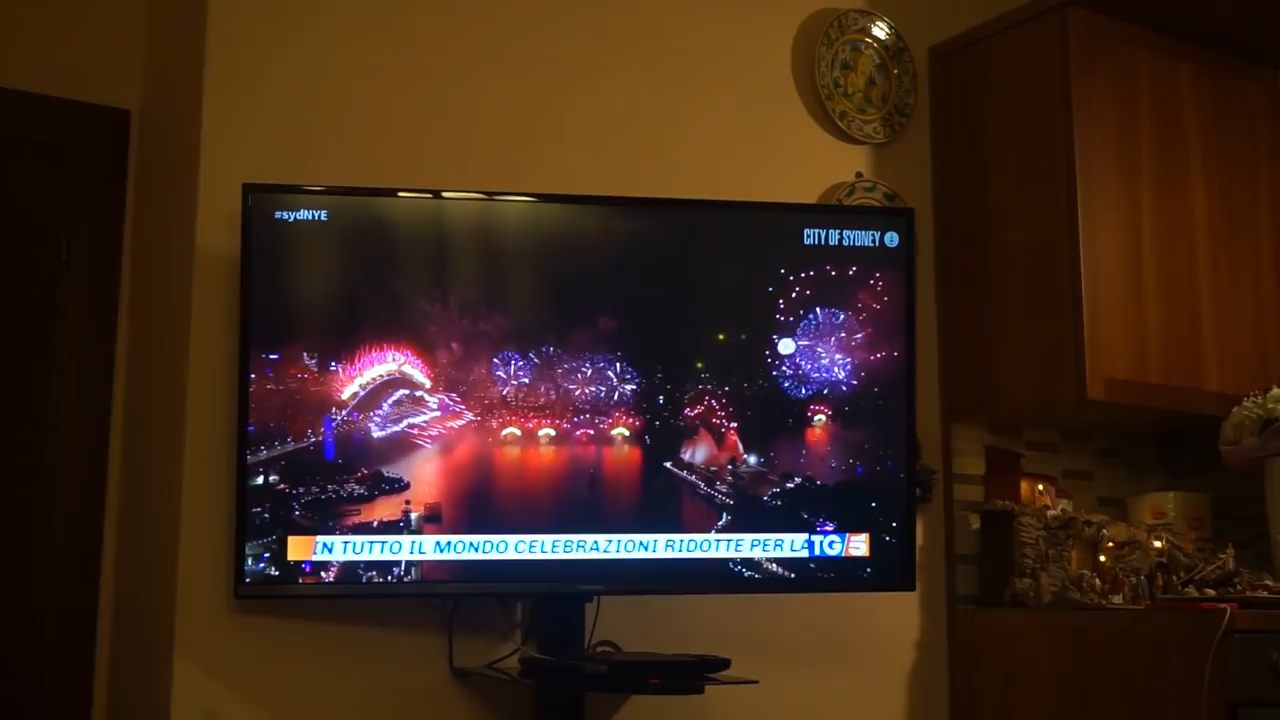 #sydNYE
CITY OF SYDNEY
IN TUTTO IL MONDO CELEBRAZIONI RIDOTTE PER LA
TG5